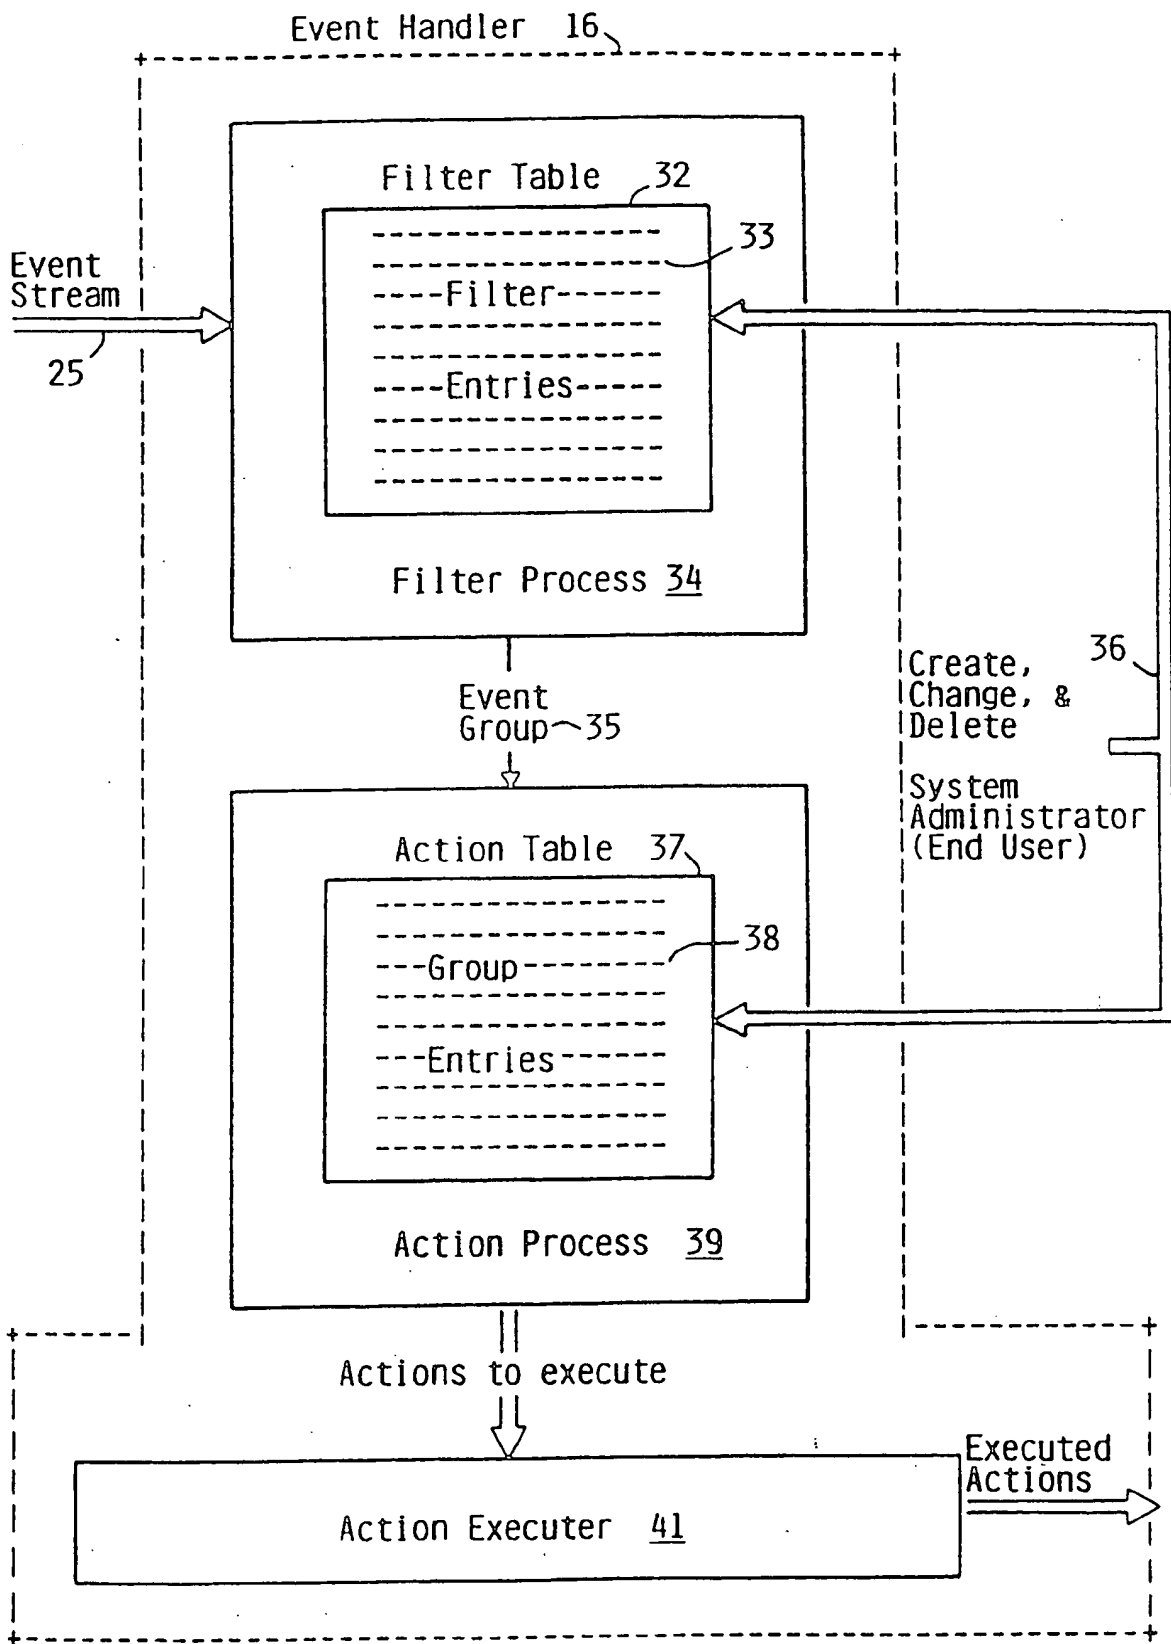 Event Handler 16
Filter Table 32
33
Event
Stream
25
Filter
Entries
Filter Process 34
Event
Group 35
Create,
Change, &
Delete
36
System
Administrator
(End User)
Action Table 37
38
Group
Entries
Action Process 39
Actions to execute
Executed
Actions
Action Executer 41